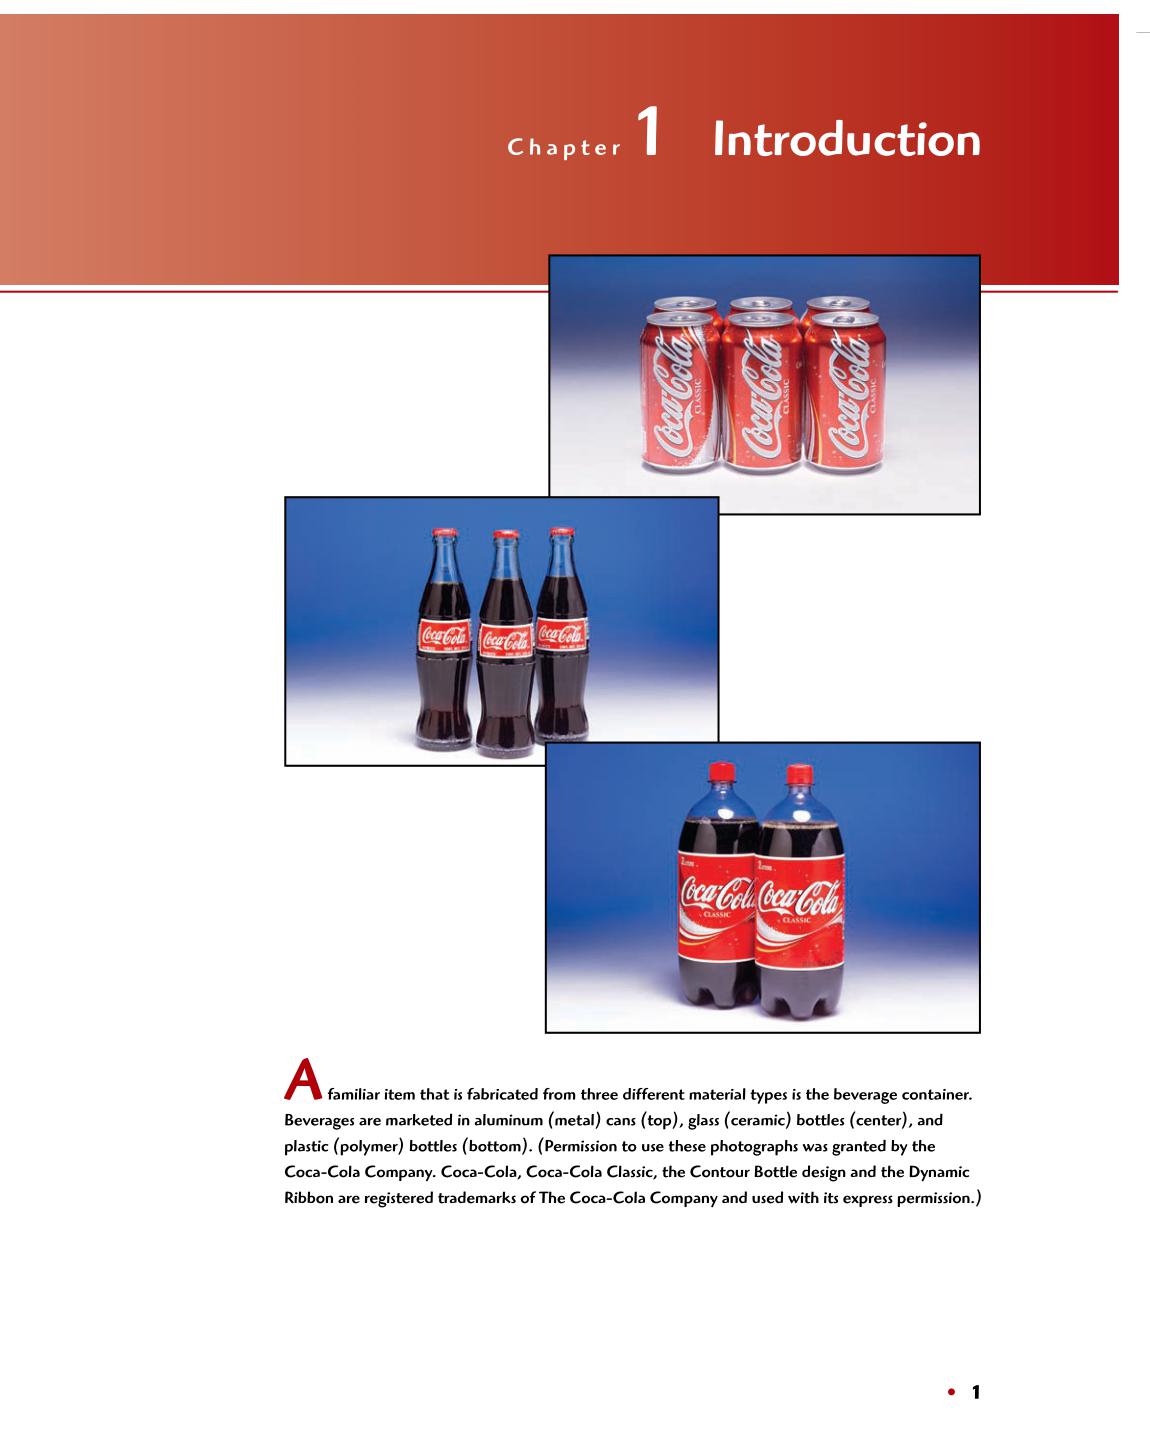 Chapter 1 Introduction
Coca-Cola CLASSIC
Coca-Cola CLASSIC
Coca-Cola CLASSIC
Coca-Cola
Coca-Cola
Coca-Cola
2 LITERS
2 LITERS
Coca-Cola
CLASSIC
Coca-Cola
CLASSIC
A familiar item that is fabricated from three different material types is the beverage container.
Beverages are marketed in aluminum (metal) cans (top), glass (ceramic) bottles (center), and
plastic (polymer) bottles (bottom). (Permission to use these photographs was granted by the
Coca-Cola Company. Coca-Cola, Coca-Cola Classic, the Contour Bottle design and the Dynamic
Ribbon are registered trademarks of The Coca-Cola Company and used with its express permission.)
• 1